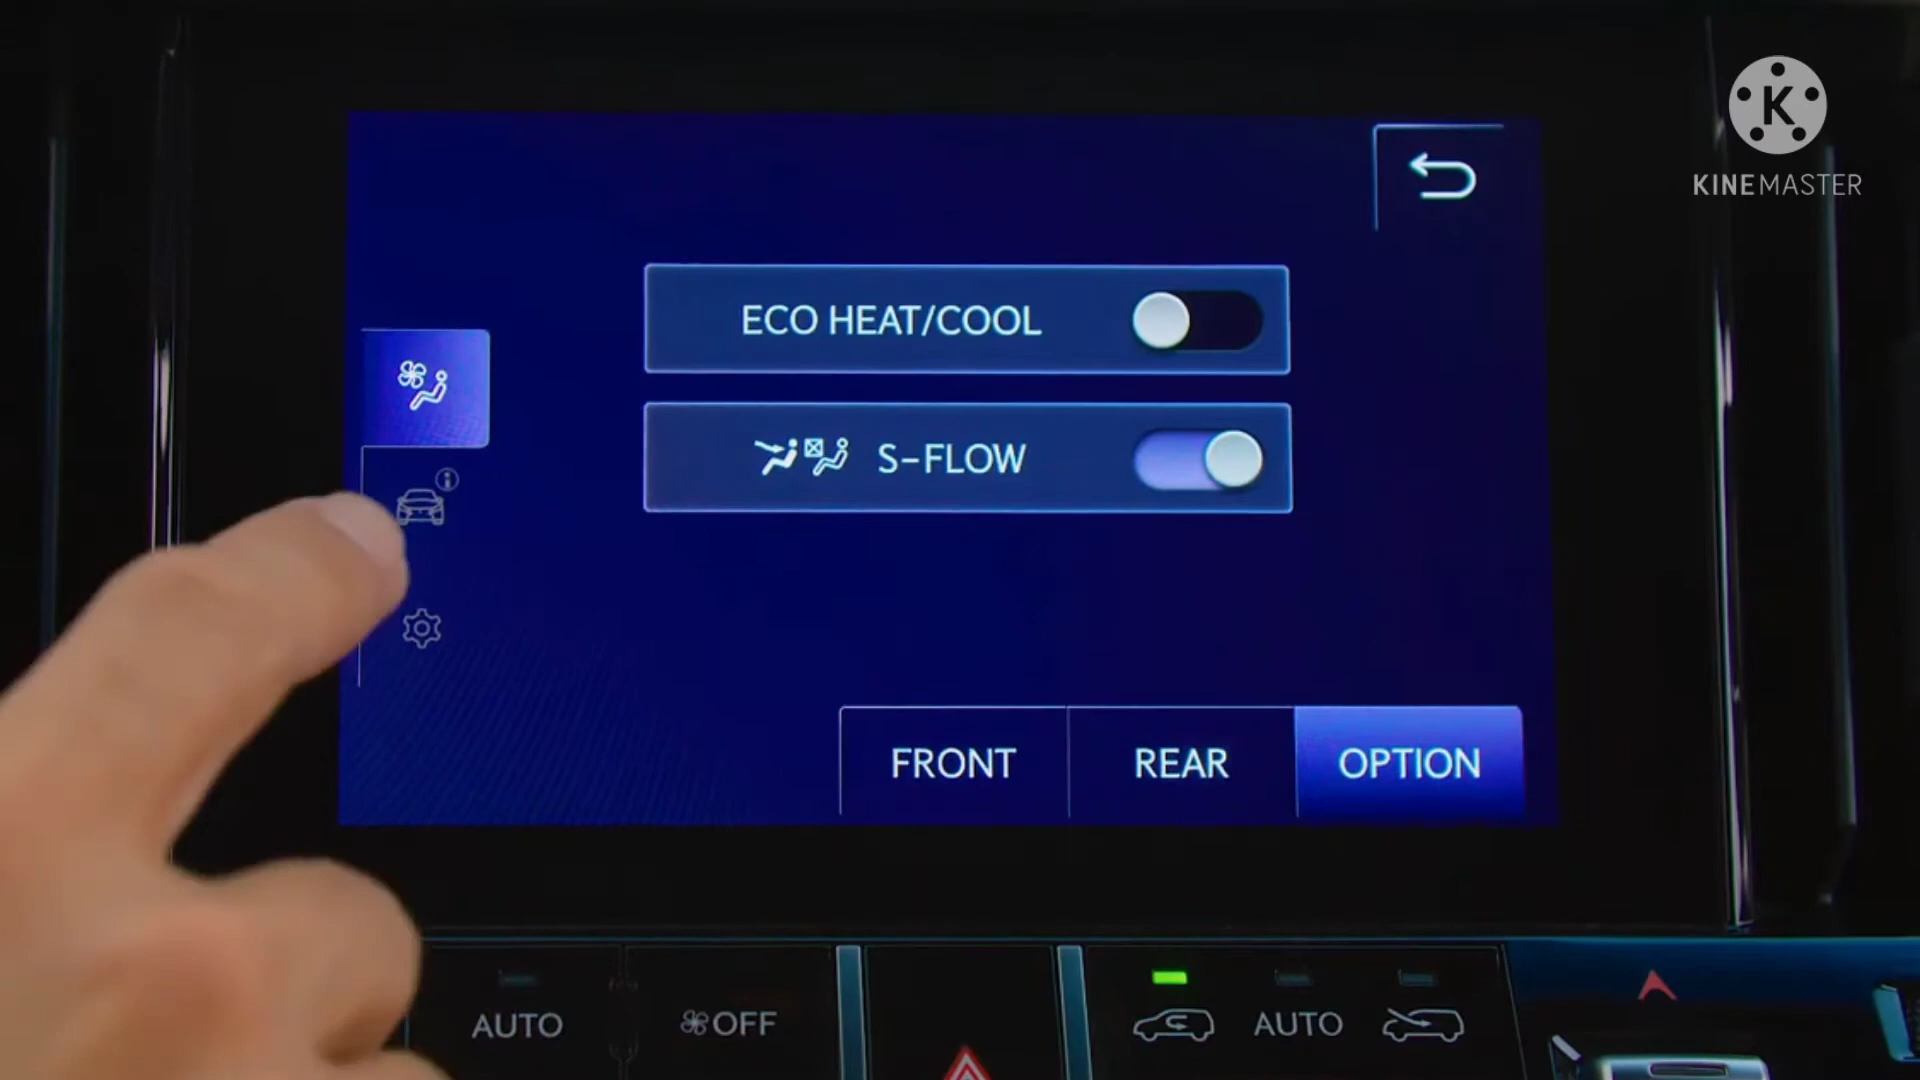 K
KINEMASTER
ECO HEAT/COOL
S-FLOW
FRONT REAR OPTION
AUTO OFF AUTO